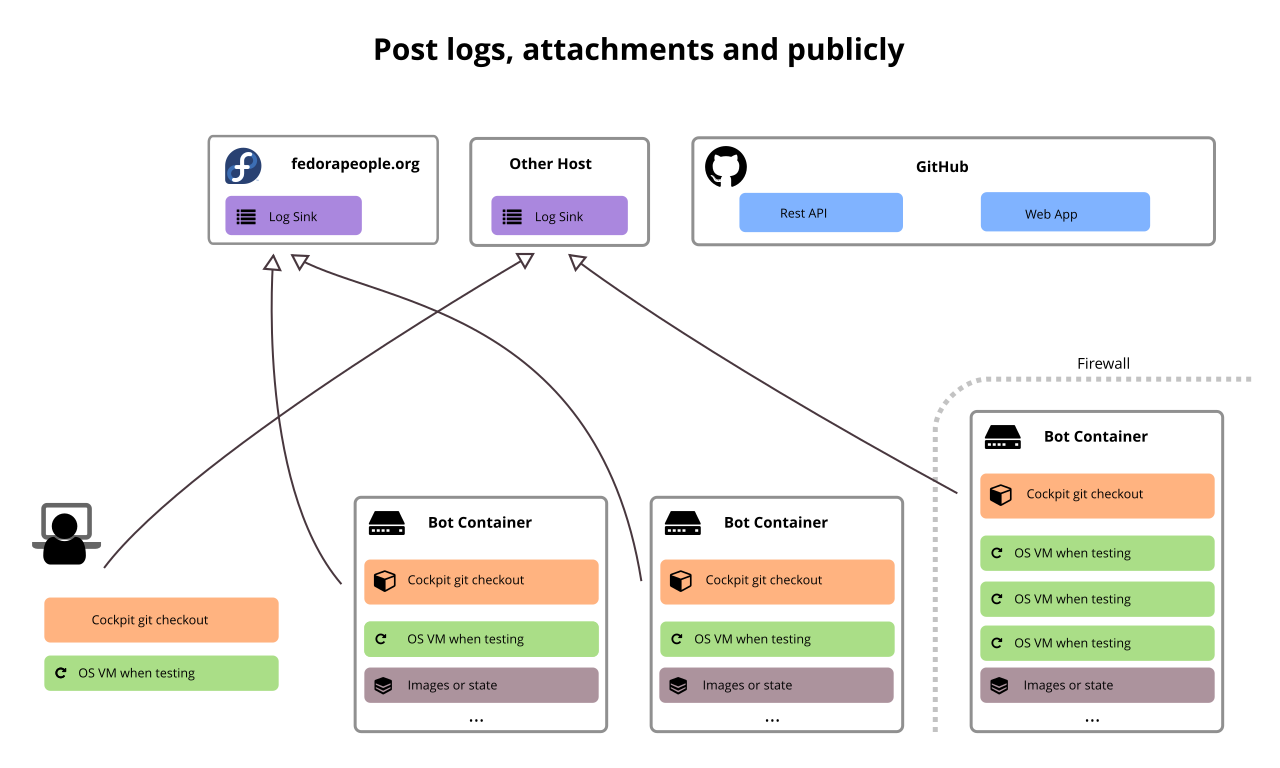 Post logs, attachments and publicly
fedorapeople.org
Log Sink
Other Host
Log Sink
GitHub
Rest API
Web App
Firewall
Cockpit git checkout
OS VM when testing
Bot Container
Cockpit git checkout
OS VM when testing
Images or state
...
Bot Container
Cockpit git checkout
OS VM when testing
Images or state
...
Bot Container
Cockpit git checkout
OS VM when testing
OS VM when testing
OS VM when testing
Images or state
...